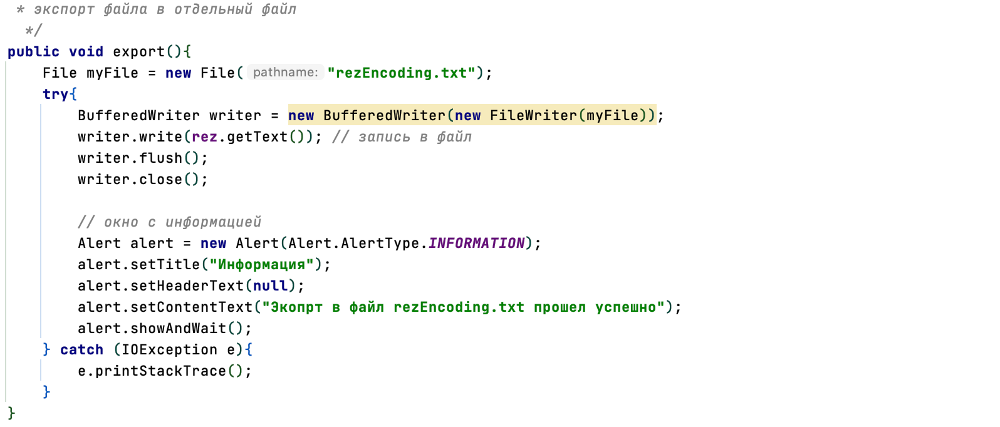 * экспорт файла в отдельный файл
*/
public void export(){
File myFile = new File( pathname: "rezEncoding.txt");
try{
BufferedWriter writer = new BufferedWriter(new FileWriter(myFile));
writer.write(rez.getText()); // запись в файл
writer.flush();
writer.close();
// окно с информацией
Alert alert = new Alert(Alert.AlertType.INFORMATION);
alert.setTitle("Информация");
alert.setHeaderText(null);
alert.setContentText("Экопрт в файл rezEncoding.txt прошел успешно");
alert.showAndWait();
} catch (IOException e){
e.printStackTrace();
}
}